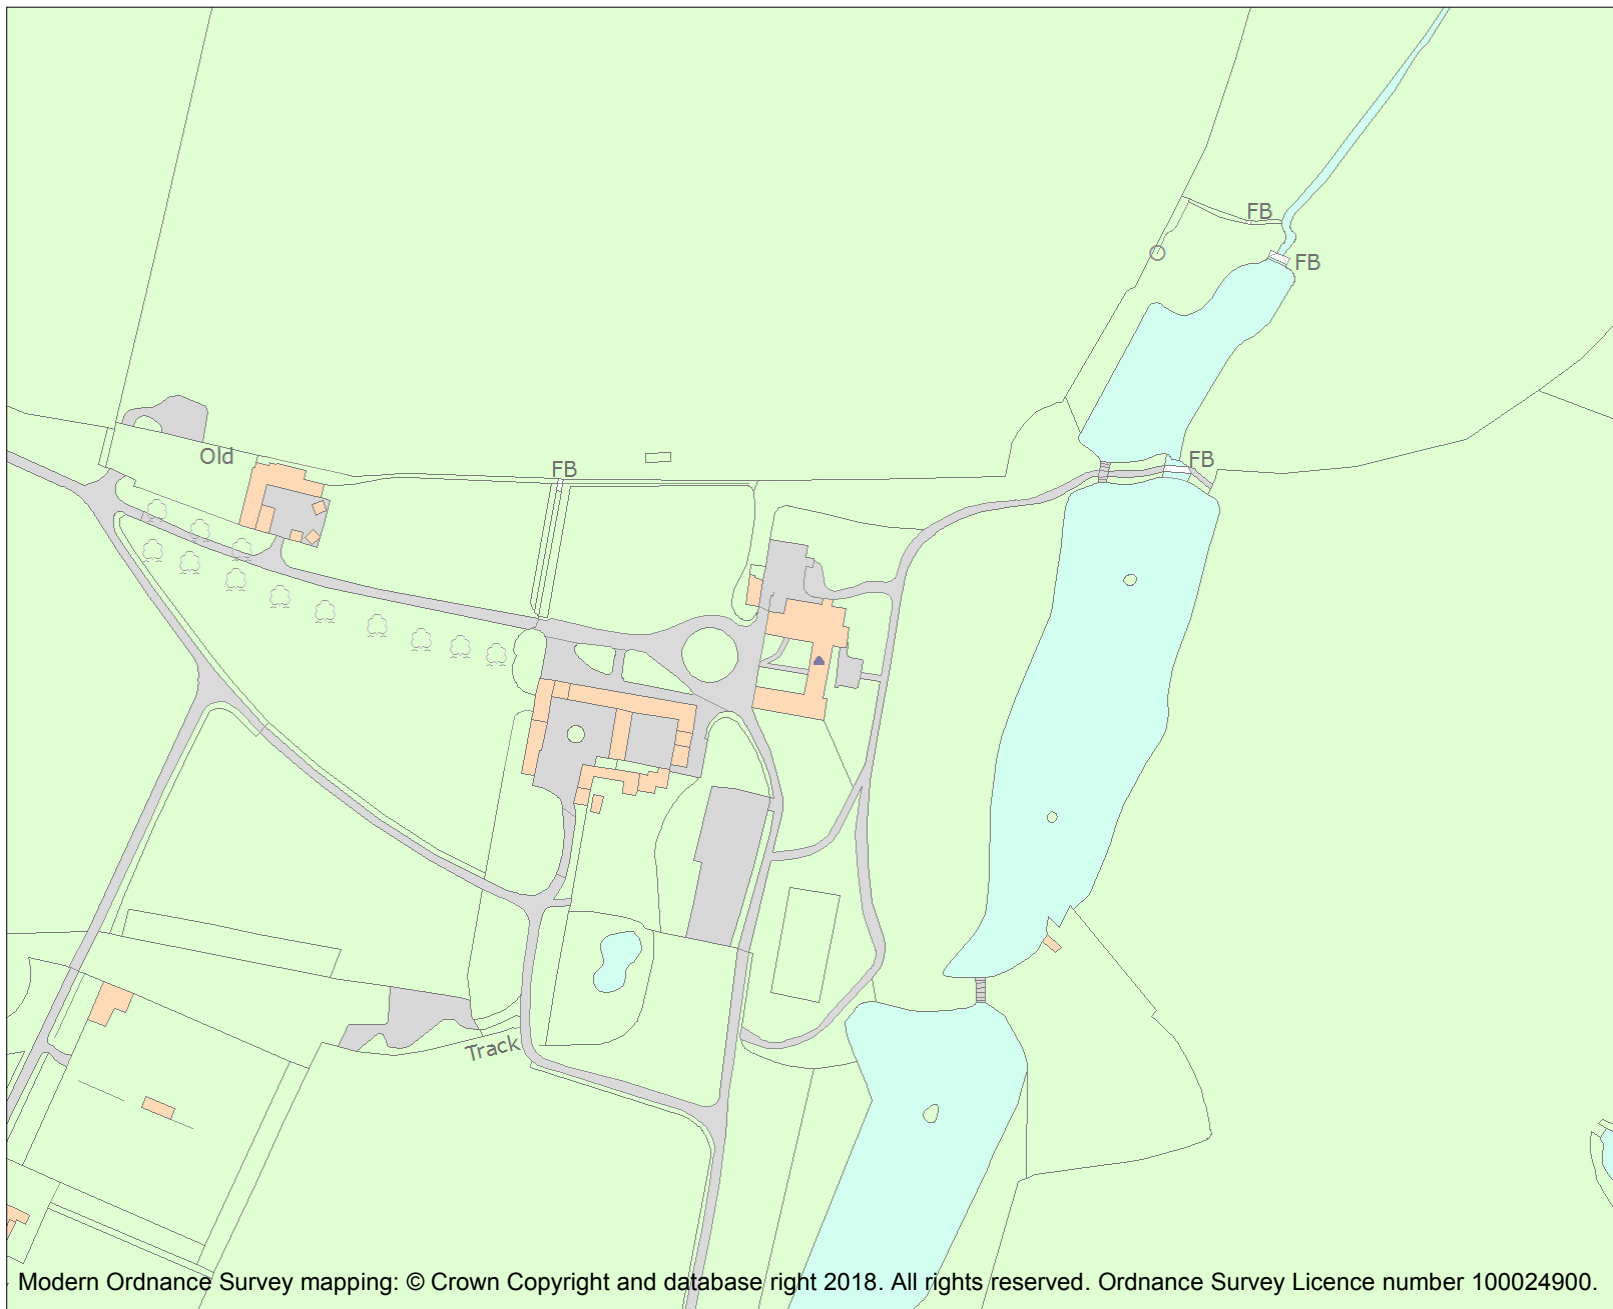 FB
FB
Old
FB
FB
Track
Modern Ordnance Survey mapping: © Crown Copyright and database right 2018. All rights reserved. Ordnance Survey Licence number 100024900.